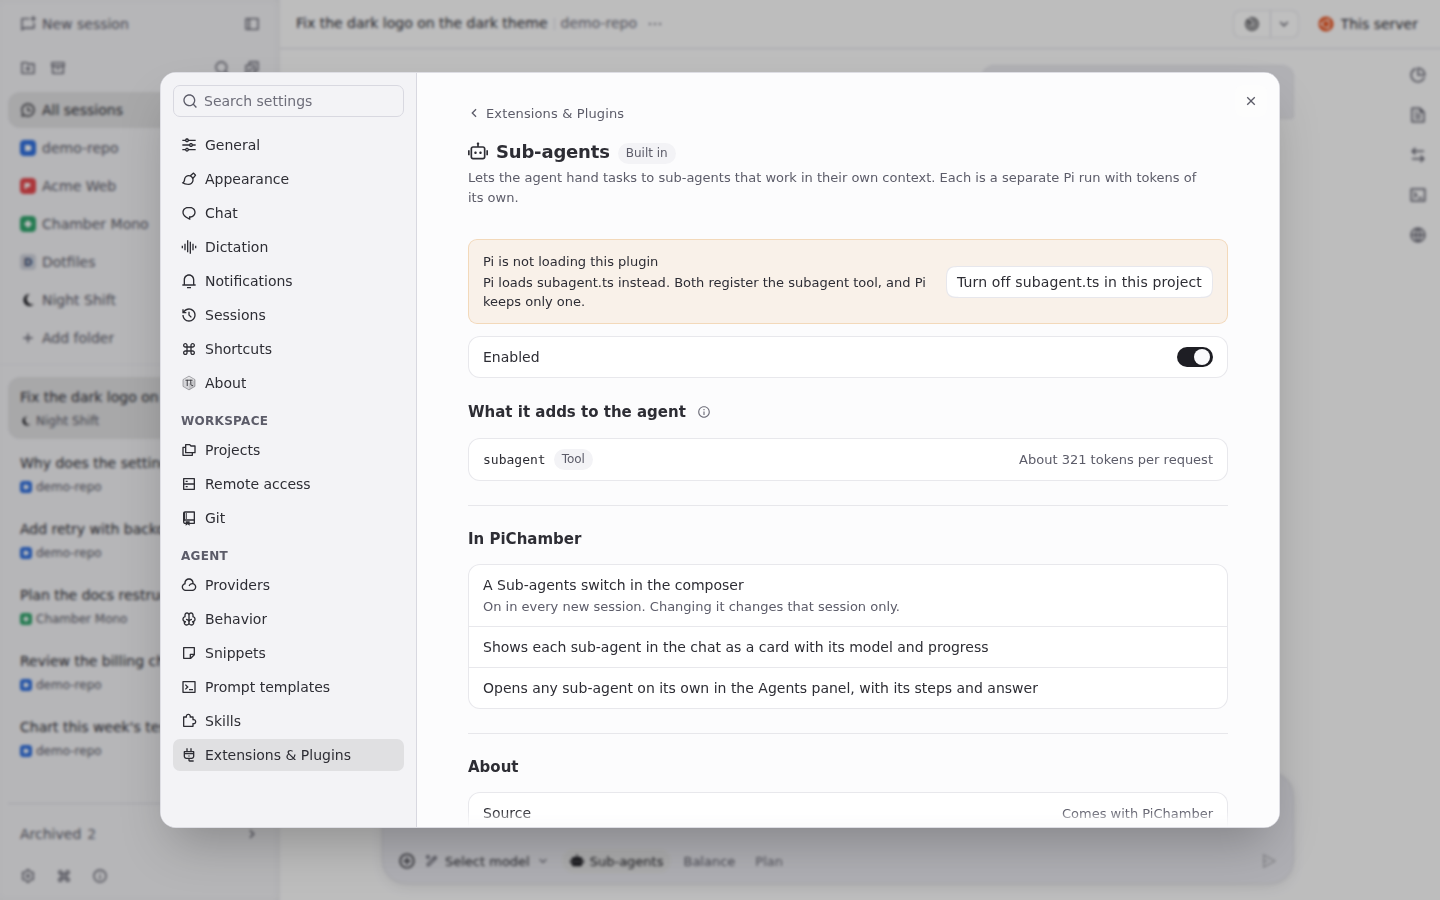 New session
Fix the dark logo on the dark theme
demo-repo
This server
All sessions
demo-repo
Acme Web
Chamber Mono
D Dotfiles
Night Shift
Add folder
Fix the dark logo on
Night Shift
Why does the settin
demo-repo
Add retry with backo
demo-repo
Plan the docs restru
Chamber Mono
Review the billing ch
demo-repo
Chart this week's te
demo-repo
Archived 2
Search settings
General
Appearance
Chat
Dictation
Notifications
Sessions
Shortcuts
About
WORKSPACE
Projects
Remote access
Git
AGENT
Providers
Behavior
Snippets
Prompt templates
Skills
Extensions & Plugins
Extensions & Plugins
Sub-agents Built in
Lets the agent hand tasks to sub-agents that work in their own context. Each is a separate Pi run with tokens of
its own.
Pi is not loading this plugin
Pi loads subagent.ts instead. Both register the subagent tool, and Pi
keeps only one.
Turn off subagent.ts in this project
Enabled
What it adds to the agent
subagent Tool About 321 tokens per request
In PiChamber
A Sub-agents switch in the composer
On in every new session. Changing it changes that session only.
Shows each sub-agent in the chat as a card with its model and progress
Opens any sub-agent on its own in the Agents panel, with its steps and answer
About
Source Comes with PiChamber
Select model Sub-agents Balance Plan